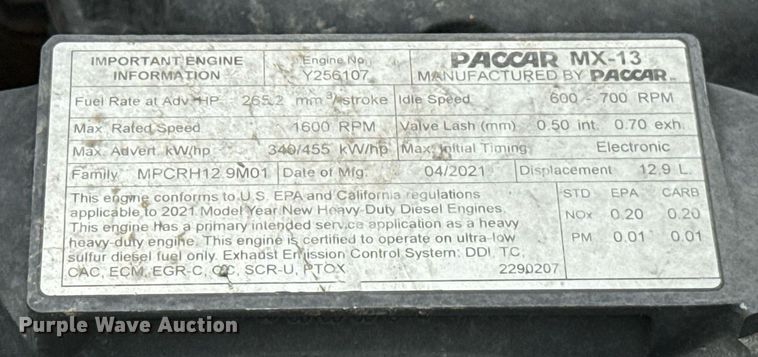 IMPORTANT ENGINE INFORMATION
Engine No.
Y256107
PACCAR MX-13
MANUFACTURED BY PACCAR
Fuel Rate at Adv. HP 265.2 mm³/stroke Idle Speed 600 - 700 RPM
Max. Rated Speed 1600 RPM Valve Lash (mm) 0.50 int. 0.70 exh.
Max. Advert. kW/hp 340/455 kW/hp Max. Initial Timing Electronic
Family MPCRH12.9M01 Date of Mfg. 04/2021 Displacement 12.9 L.
This engine conforms to U.S. EPA and California regulations
applicable to 2021 Model Year New Heavy-Duty Diesel Engines.
This engine has a primary intended service application as a heavy
heavy-duty engine. This engine is certified to operate on ultra-low
sulfur diesel fuel only. Exhaust Emission Control System: DDI, TC,
CAC, ECM, EGR-C, OC, SCR-U, PTOX
2290207
STD EPA CARB
NOx 0.20 0.20
PM 0.01 0.01
Purple Wave Auction